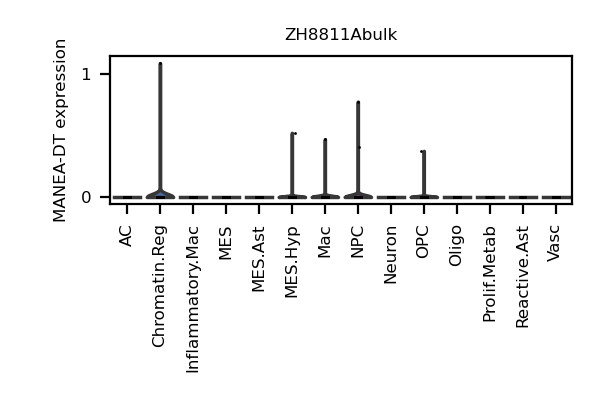 ZH8811Abulk
MANEA-DT expression
1
0
AC
Chromatin.Reg
Inflammatory.Mac
MES
MES.Ast
MES.Hyp
Mac
NPC
Neuron
OPC
Oligo
Prolif.Metab
Reactive.Ast
Vasc